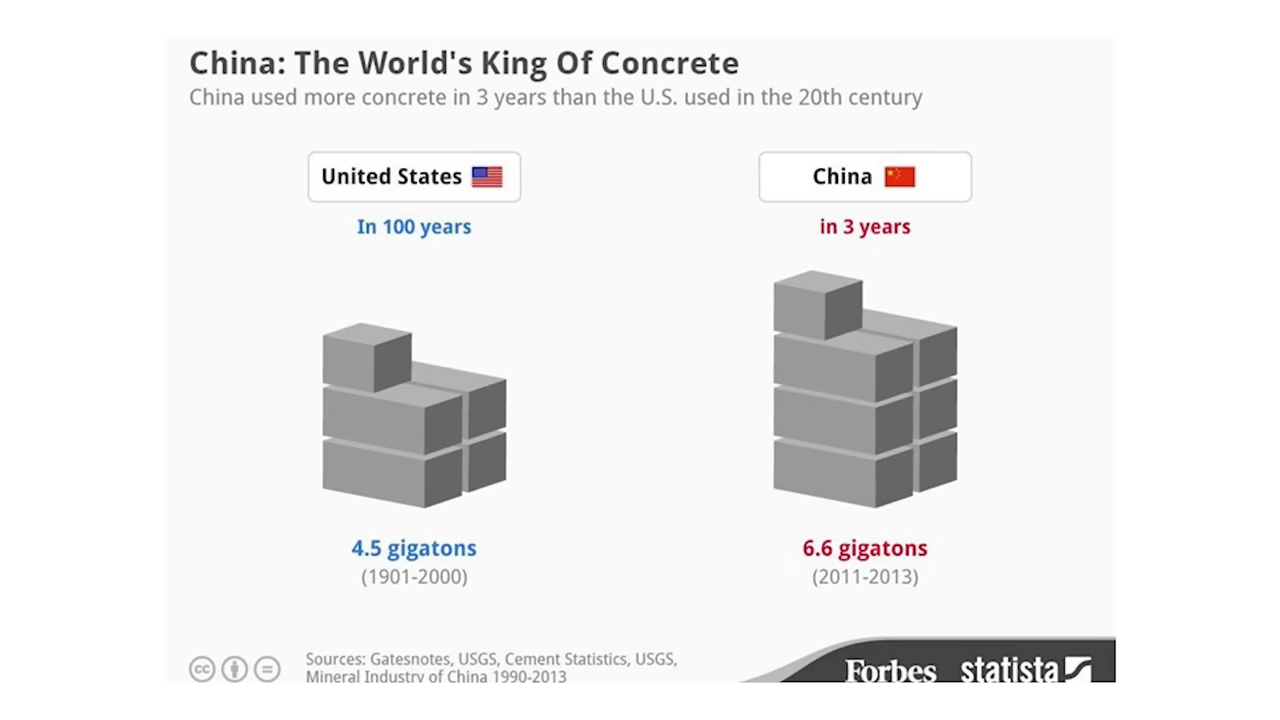 China: The World's King Of Concrete
China used more concrete in 3 years than the U.S. used in the 20th century
United States
China
In 100 years
in 3 years
4.5 gigatons
6.6 gigatons
(1901-2000)
(2011-2013)
cc
Sources: Gatesnotes, USGS, Cement Statistics, USGS,
Mineral Industry of China 1990-2013
Forbes statista